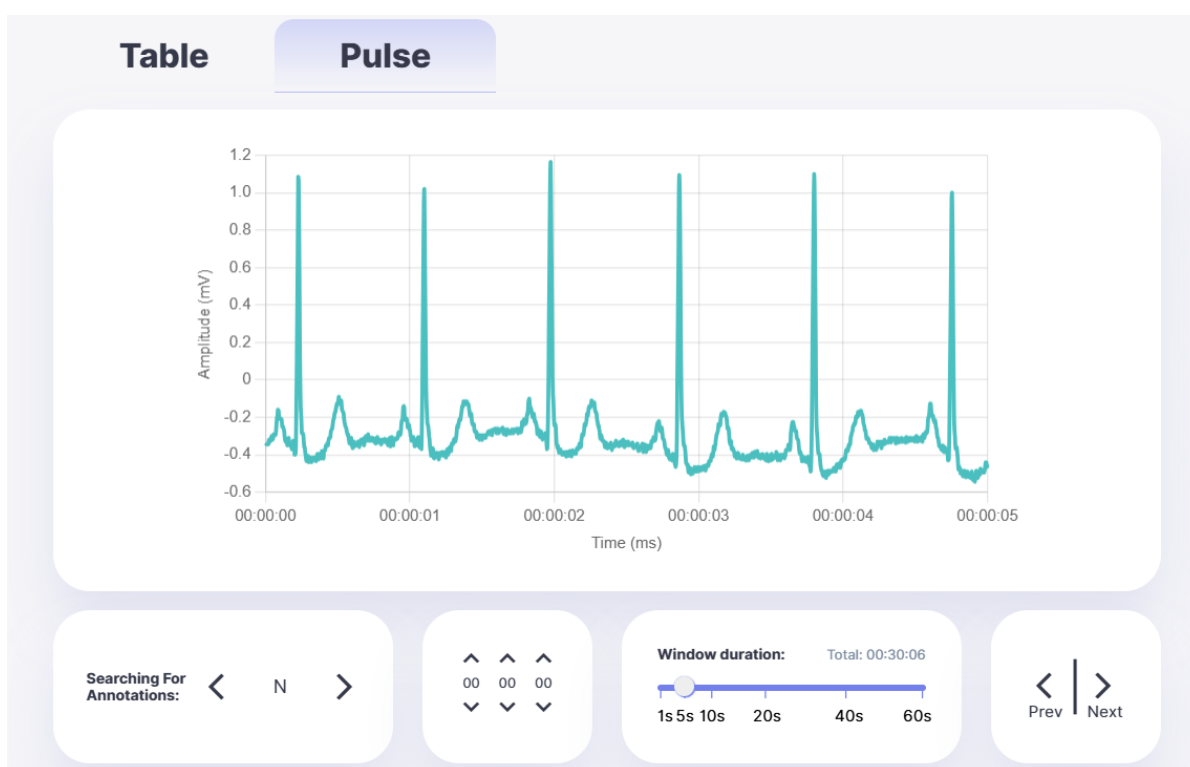 Table Pulse
1.2
1.0
0.8
0.6
0.4
0.2
0
-0.2
-0.4
-0.6
Amplitude (mV)
00:00:00 00:00:01 00:00:02 00:00:03 00:00:04 00:00:05
Time (ms)
Searching For
Annotations:
N
00 00 00
Window duration: Total: 00:30:06
1s 5s 10s 20s 40s 60s
Prev Next